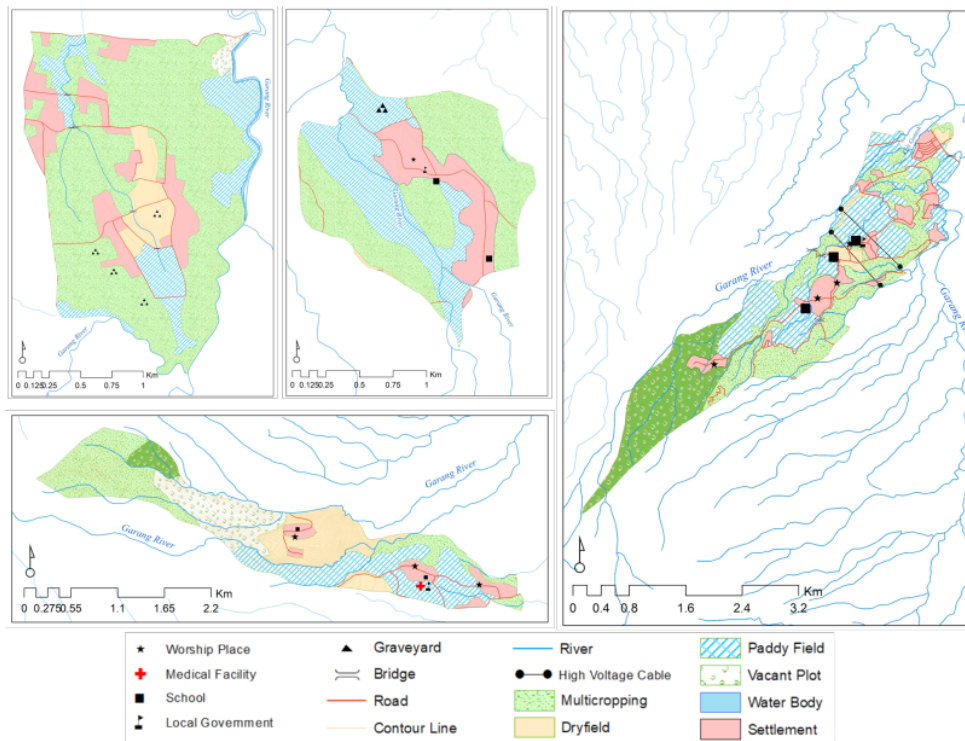 Garang River
Garang River
Km
0 0.125 0.25 0.5 0.75 1
Garang River
Garang River
Km
0 0.125 0.25 0.5 0.75 1
Garang River
Garang Ri
Km
0 0.4 0.8 1.6 2.4 3.2
Garang River
Garang River
Km
0 0.275 0.55 1.1 1.65 2.2
Worship Place
Medical Facility
School
Local Government
Graveyard
Bridge
Road
Contour Line
River
High Voltage Cable
Multicropping
Dryfield
Paddy Field
Vacant Plot
Water Body
Settlement